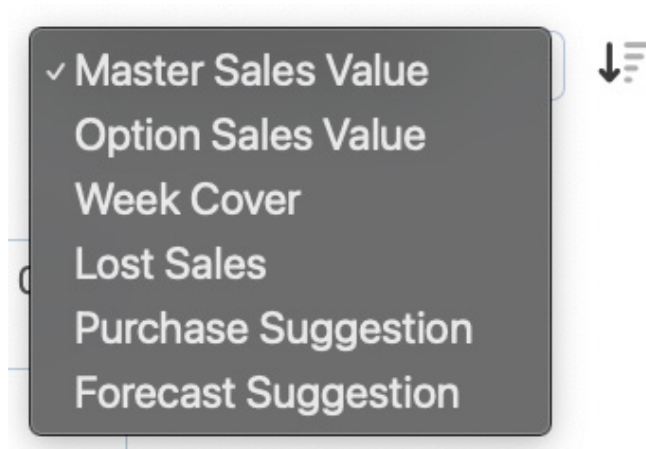 Master Sales Value
Option Sales Value
Week Cover
Lost Sales
Purchase Suggestion
Forecast Suggestion